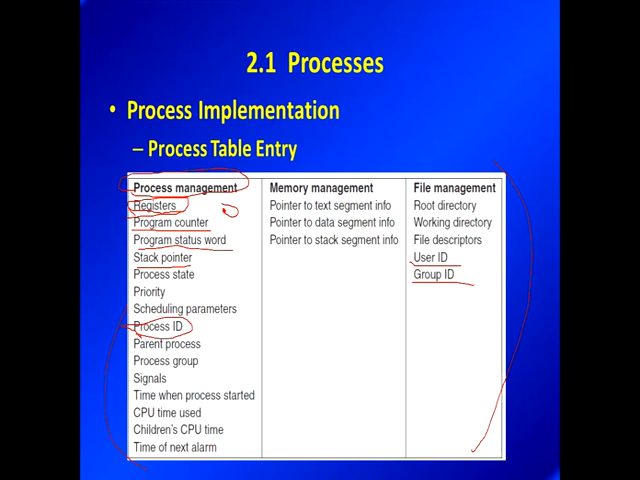 2.1 Processes
• Process Implementation
– Process Table Entry
Process management Memory management File management
Registers Pointer to text segment info Root directory
Program counter Pointer to data segment info Working directory
Program status word Pointer to stack segment info File descriptors
Stack pointer User ID
Process state Group ID
Priority
Scheduling parameters
Process ID
Parent process
Process group
Signals
Time when process started
CPU time used
Children's CPU time
Time of next alarm